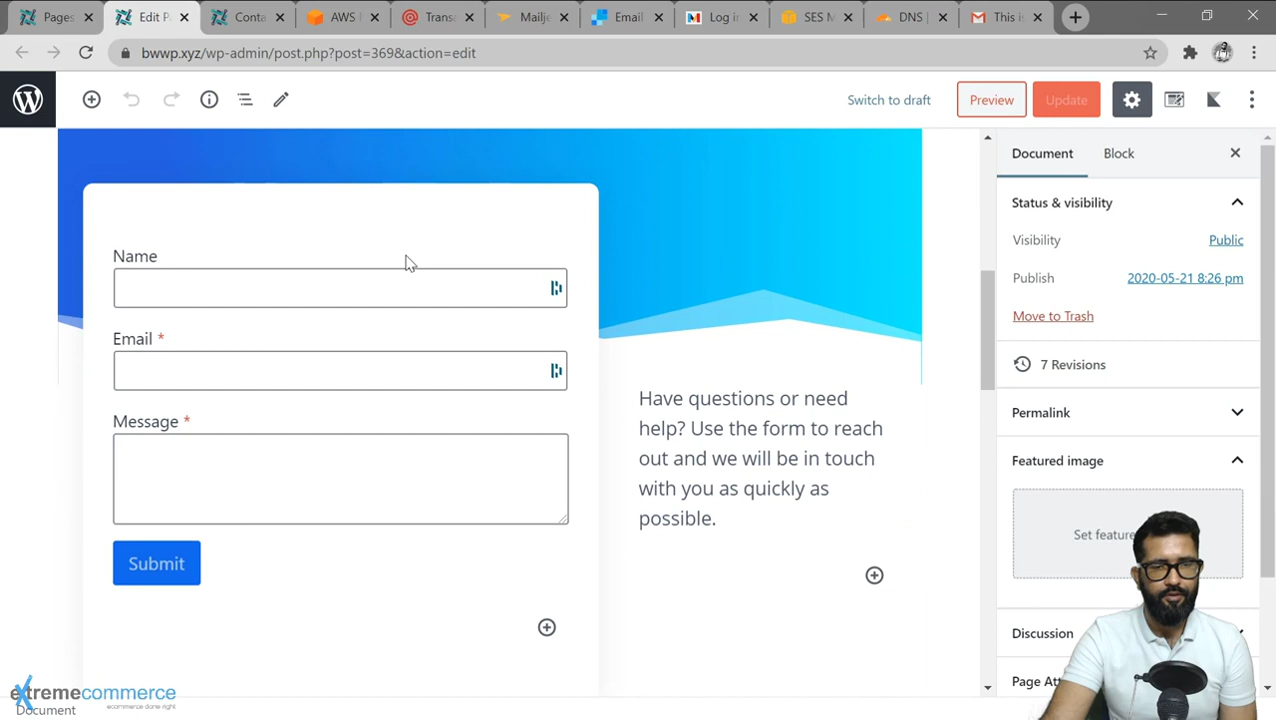 Pages
Edit P
Conta
AWS
Transa
Mailje
Email
Log i
SES M
DNS |
This is
bwwp.xyz/wp-admin/post.php?post=369&action=edit
Switch to draft
Preview
Update
Document
Block
Status & visibility
Visibility
Public
Publish
2020-05-21 8:26 pm
Move to Trash
7 Revisions
Permalink
Featured image
Set feature
Discussion
Page Att
Name
Email *
Message *
Submit
Have questions or need
help? Use the form to reach
out and we will be in touch
with you as quickly as
possible.
extremecommerce
ecommerce done right
Document